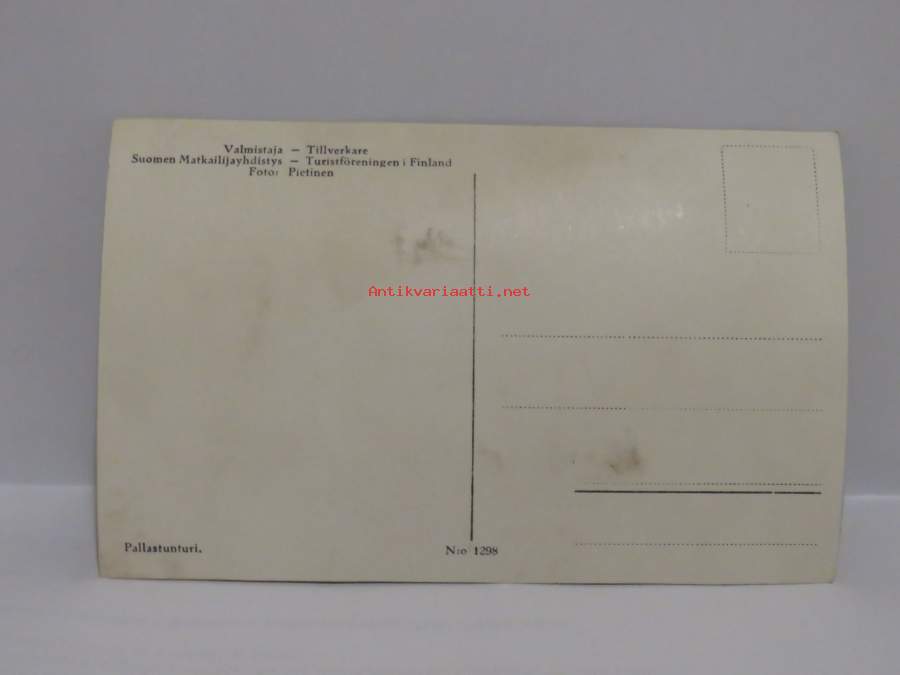 Valmistaja – Tillverkare
Suomen Matkailijayhdistys – Turistföreningen i Finland
Foto: Pietinen
Antikvariaatti.net
Pallastunturi.
N:o 1298